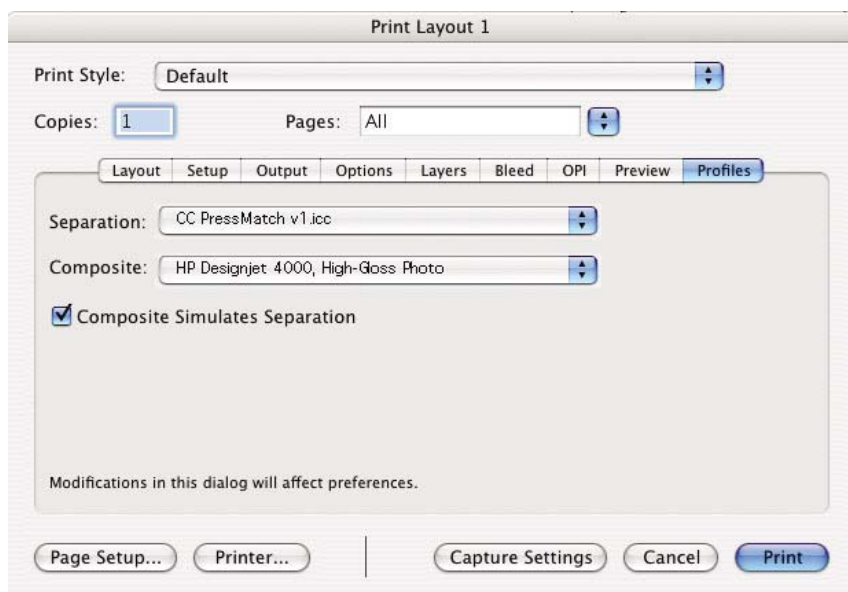 Print Layout 1
Print Style: Default
Copies: 1 Pages: All
Layout Setup Output Options Layers Bleed OPI Preview Profiles
Separation: CC PressMatch v1.icc
Composite: HP Designjet 4000, High-Gloss Photo
Composite Simulates Separation
Modifications in this dialog will affect preferences.
Page Setup... Printer... Capture Settings Cancel Print